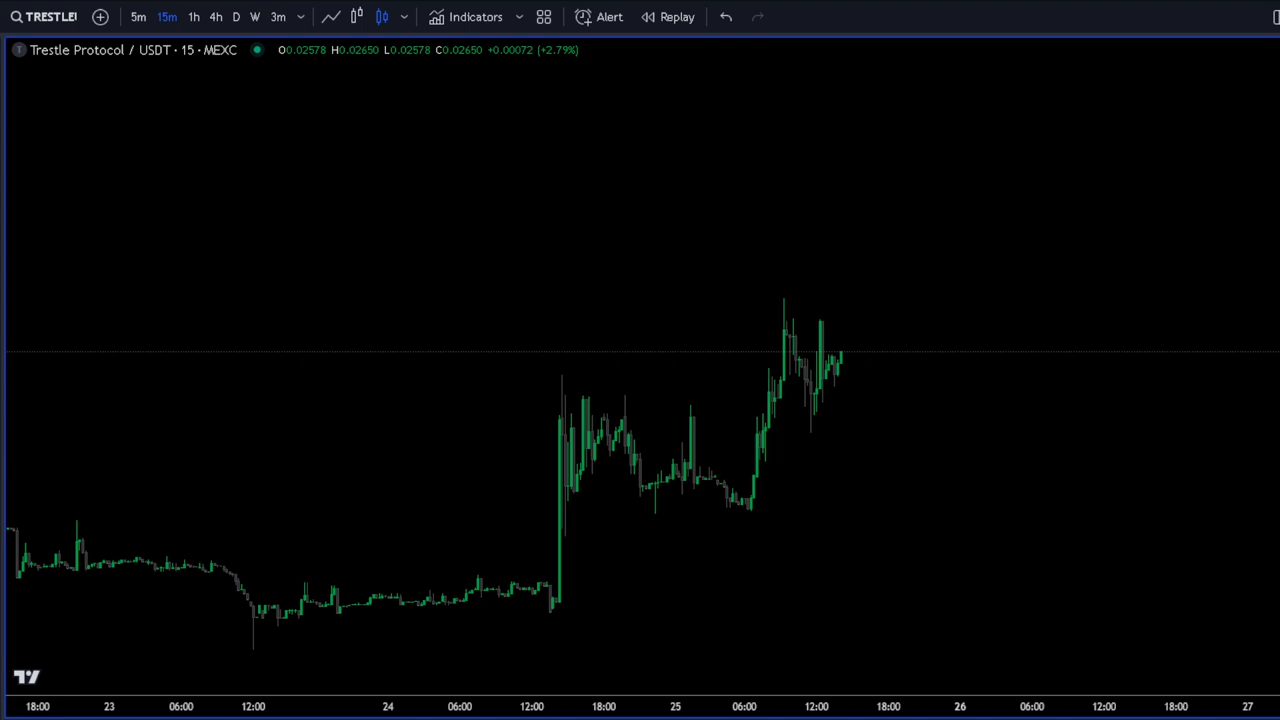 TRESTLE 5m 15m 1h 4h D W 3m Indicators Alert Replay
T Trestle Protocol / USDT · 15 · MEXC O0.02578 H0.02650 L0.02578 C0.02650 +0.00072 (+2.79%)
18:00 23 06:00 12:00 24 06:00 12:00 18:00 25 06:00 12:00 18:00 26 06:00 12:00 18:00 27